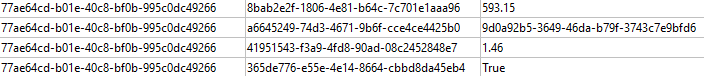 77ae64cd-b01e-40c8-bf0b-995c0dc49266 8bab2e2f-1806-4e81-b64c-7c701e1aaa96 593.15
77ae64cd-b01e-40c8-bf0b-995c0dc49266 a6645249-74d3-4671-9b6f-cce4ce4425b0 9d0a92b5-3649-46da-b79f-3743c7e9bfd6
77ae64cd-b01e-40c8-bf0b-995c0dc49266 41951543-f3a9-4fd8-90ad-08c2452848e7 1.46
77ae64cd-b01e-40c8-bf0b-995c0dc49266 365de776-e55e-4e14-8664-cbbd8da45eb4 True